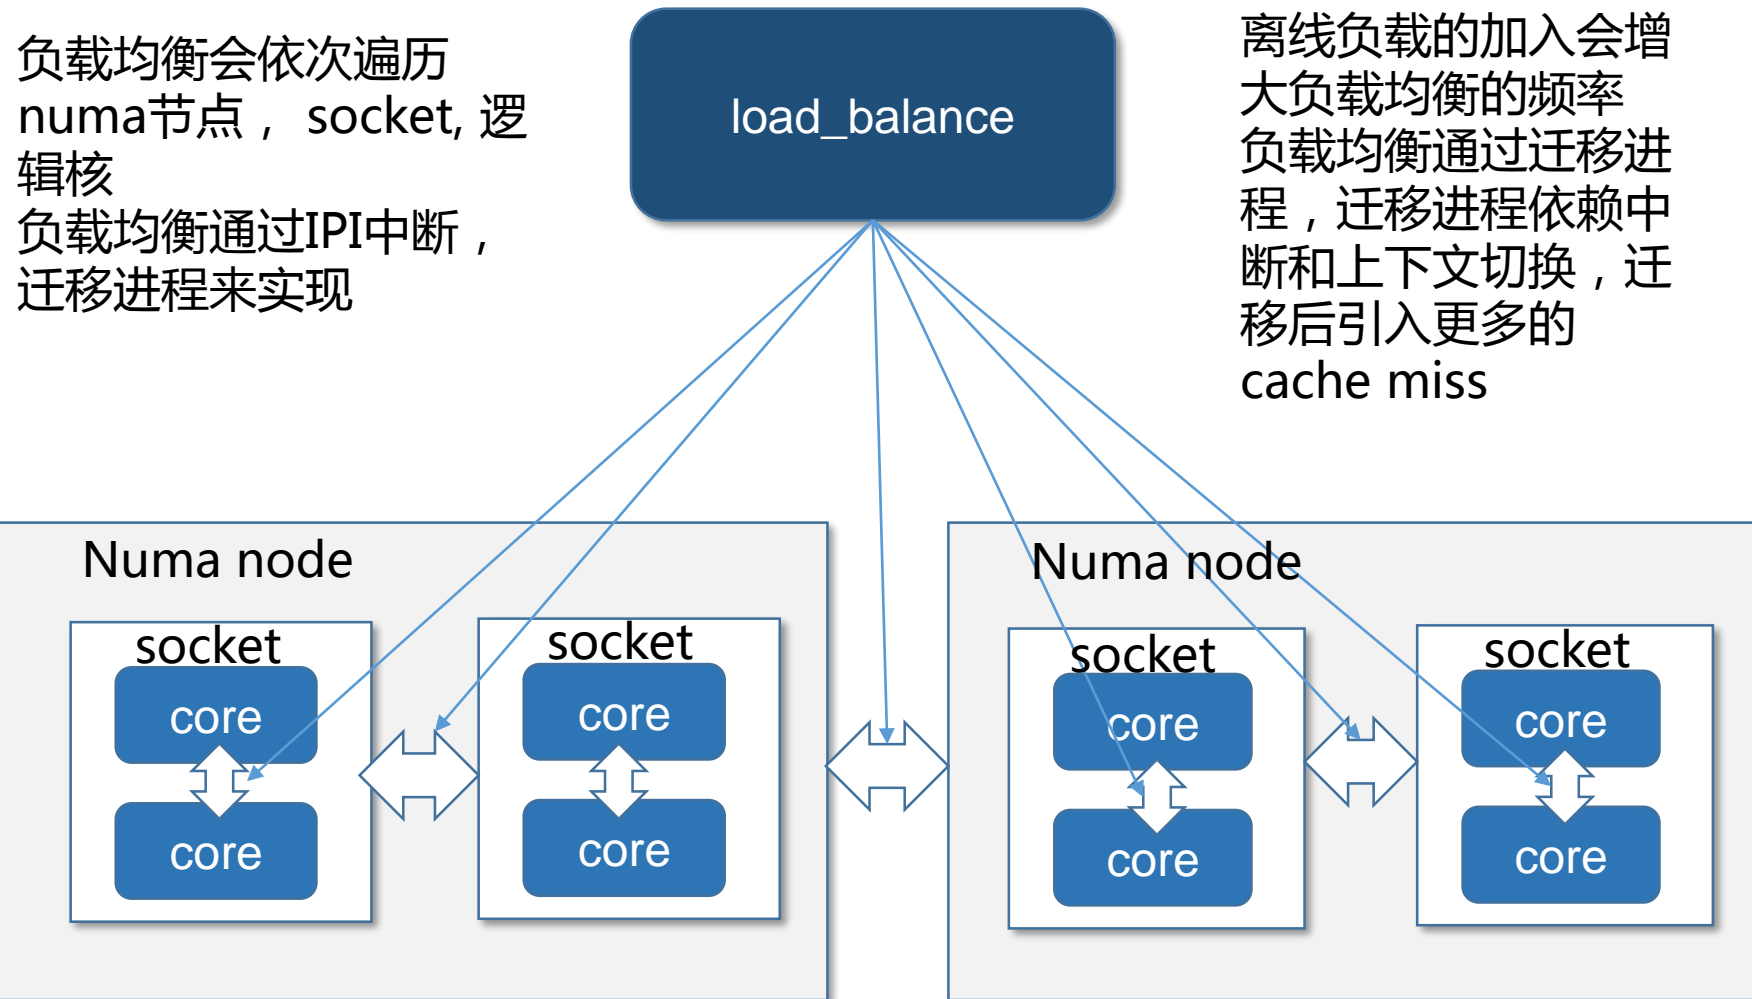 负载均衡会依次遍历
numa节点， socket, 逻
辑核
负载均衡通过IPI中断，
迁移进程来实现
load_balance
离线负载的加入会增
大负载均衡的频率
负载均衡通过迁移进
程，迁移进程依赖中
断和上下文切换，迁
移后引入更多的
cache miss
Numa node
socket
core
core
socket
core
core
Numa node
socket
core
core
socket
core
core